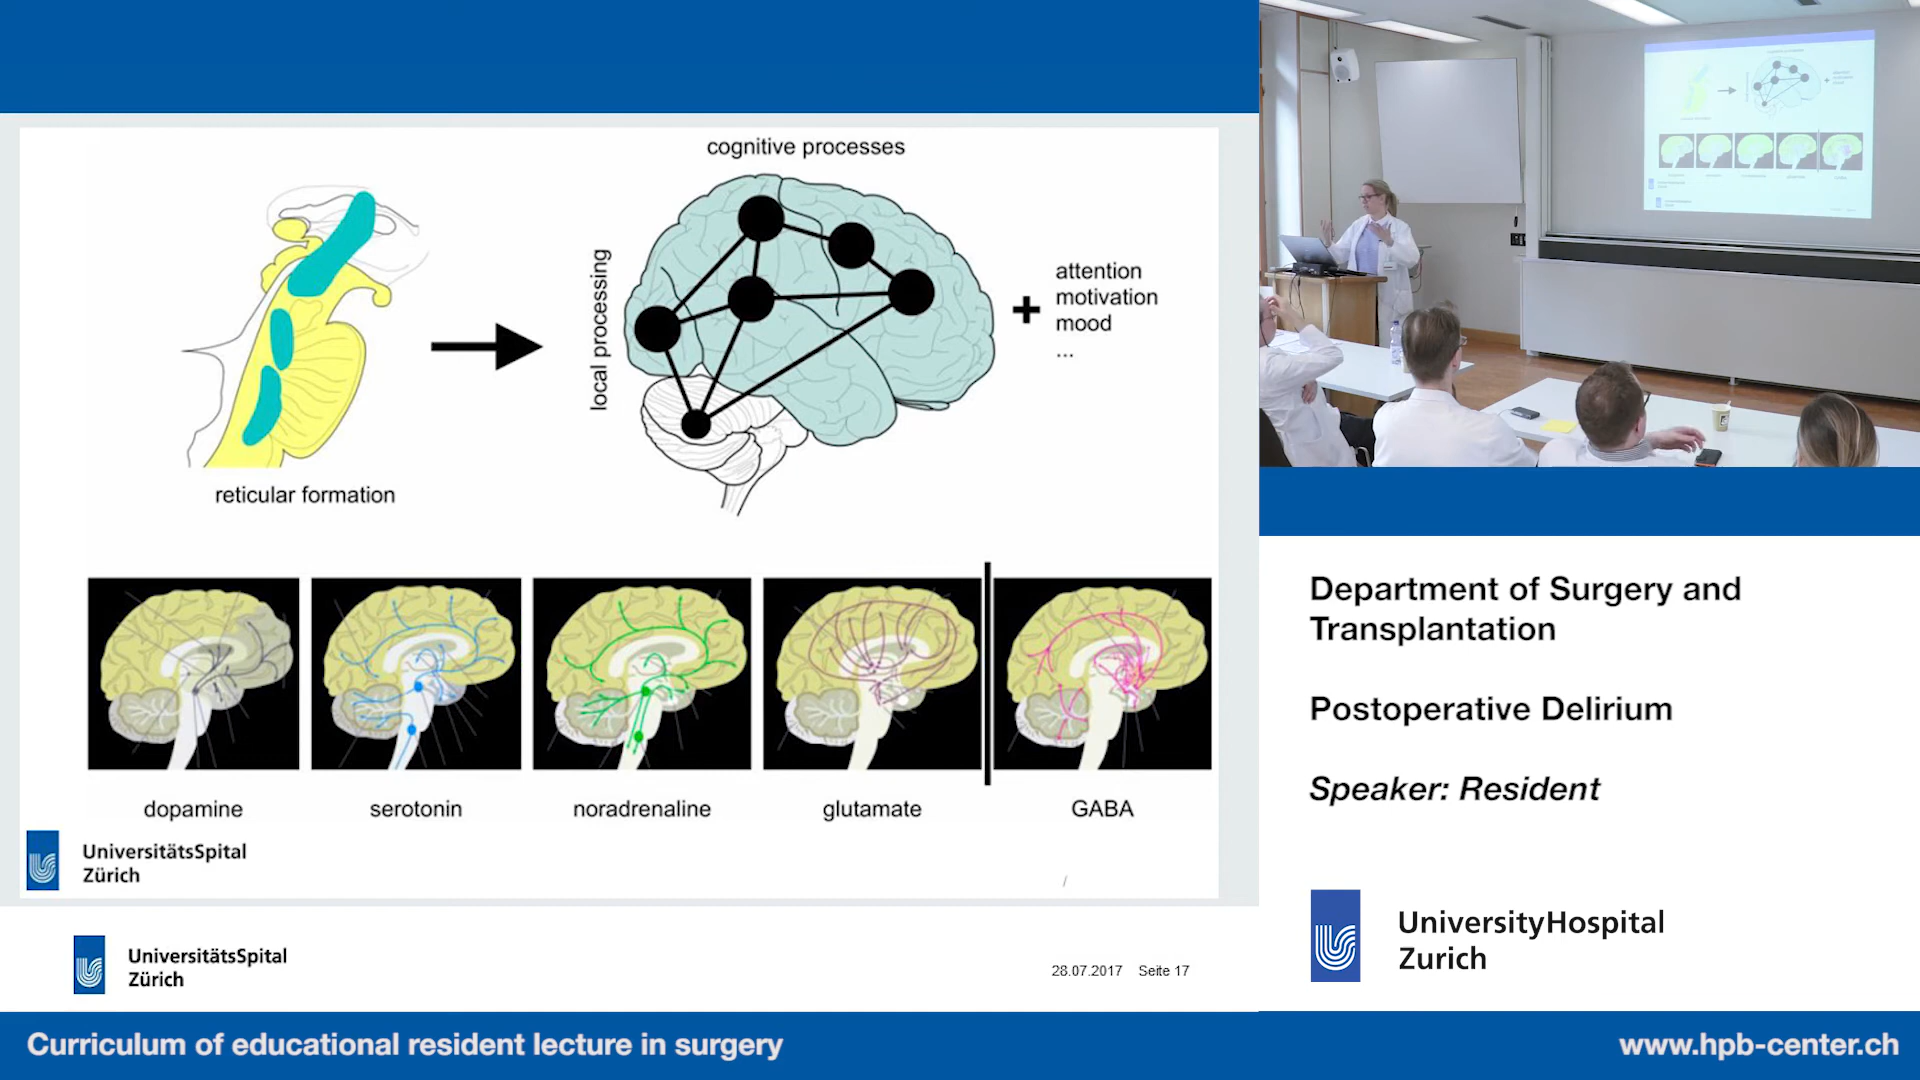 cognitive processes
local processing
attention
motivation
mood
...
reticular formation
dopamine
serotonin
noradrenaline
glutamate
GABA
UniversitätsSpital
Zürich
/
UniversitätsSpital
Zürich
28.07.2017 Seite 17
Department of Surgery and
Transplantation
Postoperative Delirium
Speaker: Resident
UniversityHospital
Zurich
Curriculum of educational resident lecture in surgery
www.hpb-center.ch